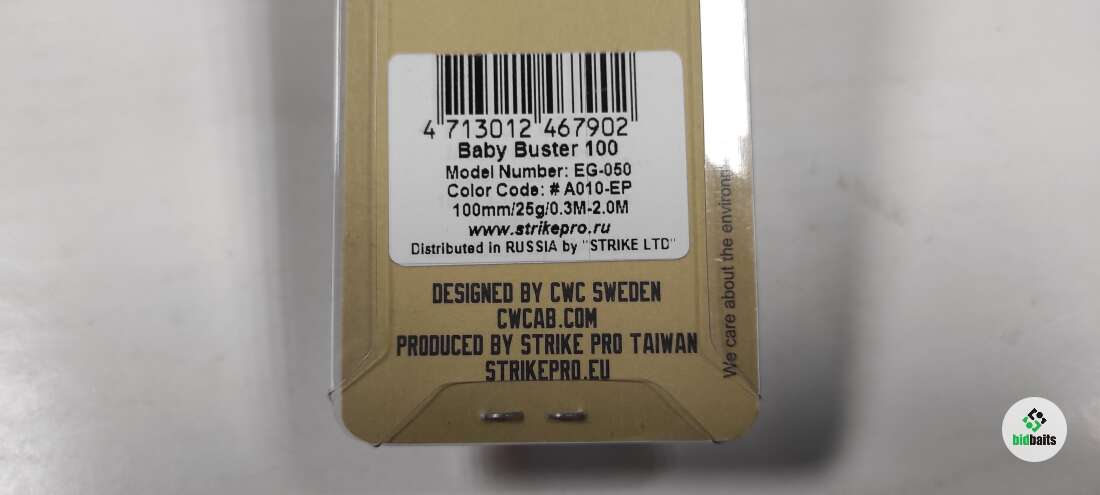 4 713012 467902
Baby Buster 100
Model Number: EG-050
Color Code: # A010-EP
100mm/25g/0.3M-2.0M
www.strikepro.ru
Distributed in RUSSIA by "STRIKE LTD"
DESIGNED BY CWC SWEDEN
CWCAB.COM
PRODUCED BY STRIKE PRO TAIWAN
STRIKEPRO.EU
We care about the
bidbaits